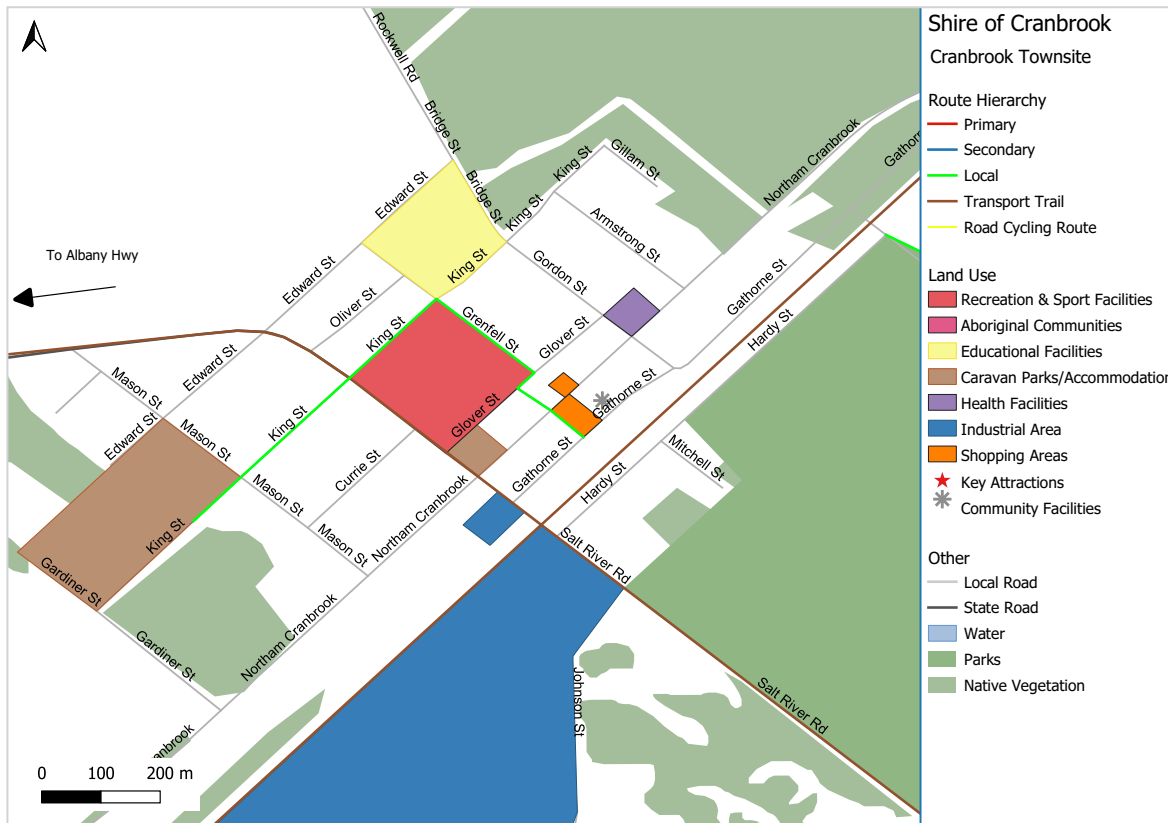 Shire of Cranbrook
Cranbrook Townsite
Route Hierarchy
Primary
Secondary
Local
Transport Trail
Road Cycling Route
Land Use
Recreation & Sport Facilities
Aboriginal Communities
Educational Facilities
Caravan Parks/Accommodation
Health Facilities
Industrial Area
Shopping Areas
Key Attractions
Community Facilities
Other
Local Road
State Road
Water
Parks
Native Vegetation
Rockwell Rd
Bridge St
Bridge St
King St
King St
Gillam St
Northam Cranbrook
Gathorn
Edward St
Armstrong St
To Albany Hwy
Edward St
King St
Gordon St
Gathorne St
Oliver St
King St
Grenfell St
Glover St
Hardy St
Edward St
Mason St
Gathorne St
King St
Edward St
Mason St
Glover St
Currie St
Mitchell St
Gathorne St
Hardy St
Mason St
Northam Cranbrook
Mason St
King St
Salt River Rd
Gardiner St
Gardiner St
Northam Cranbrook
Johnson St
Salt River Rd
anbrook
0 100 200 m